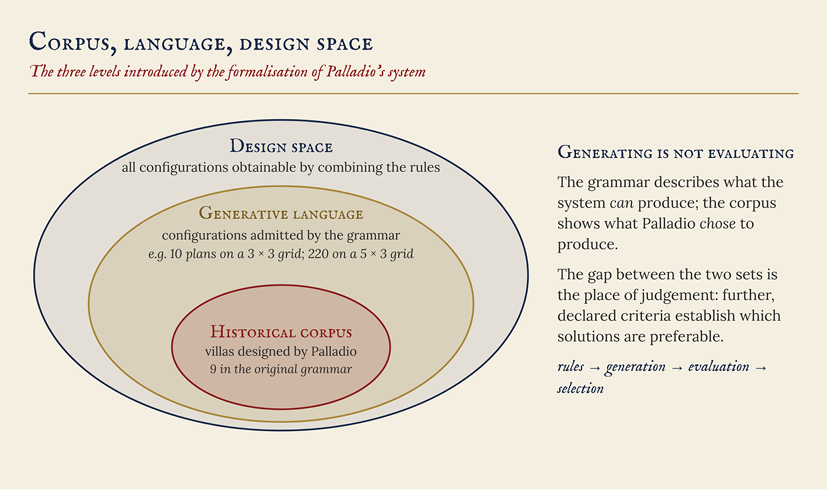 Corpus, language, design space
The three levels introduced by the formalisation of Palladio's system
Design space
all configurations obtainable by combining the rules
Generative language
configurations admitted by the grammar
e.g. 10 plans on a 3 × 3 grid; 220 on a 5 × 3 grid
Historical corpus
villas designed by Palladio
9 in the original grammar
Generating is not evaluating
The grammar describes what the
system can produce; the corpus
shows what Palladio chose to
produce.
The gap between the two sets is
the place of judgement: further,
declared criteria establish which
solutions are preferable.
rules → generation → evaluation →
selection